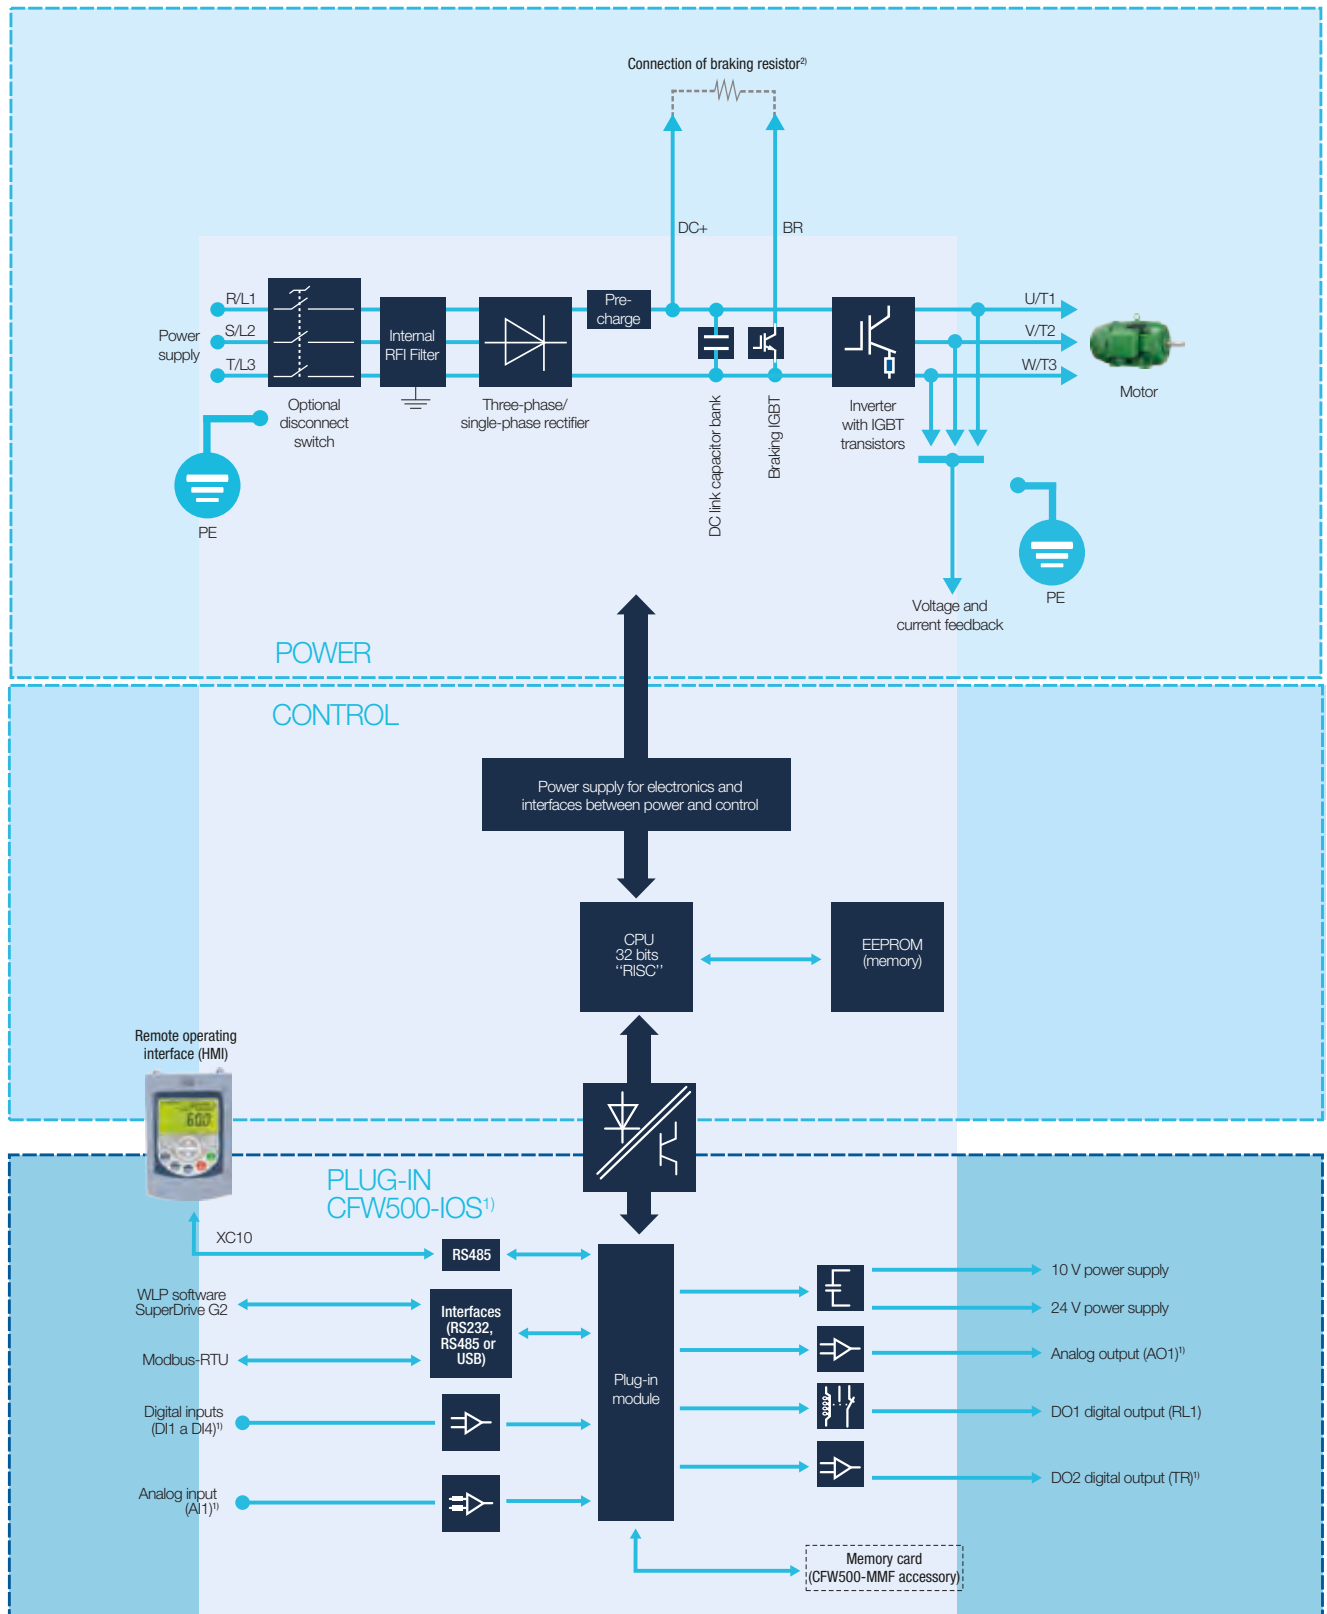 Connection of braking resistor2)
DC+
BR
R/L1
S/L2
T/L3
Power
supply
Internal
RFI Filter
Pre-
charge
U/T1
V/T2
W/T3
Motor
Optional
disconnect
switch
Three-phase/
single-phase rectifier
DC link capacitor bank
Braking IGBT
Inverter
with IGBT
transistors
PE
PE
Voltage and
current feedback
POWER
CONTROL
Power supply for electronics and
interfaces between power and control
CPU
32 bits
‘‘RISC’’
EEPROM
(memory)
Remote operating
interface (HMI)
60.0
PLUG-IN
CFW500-IOS1)
XC10
RS485
WLP software
SuperDrive G2
Modbus-RTU
Interfaces
(RS232,
RS485 or
USB)
Digital inputs
(DI1 a DI4)1)
Analog input
(AI1)1)
Plug-in
module
10 V power supply
24 V power supply
Analog output (AO1)1)
DO1 digital output (RL1)
DO2 digital output (TR)1)
Memory card
(CFW500-MMF accessory)